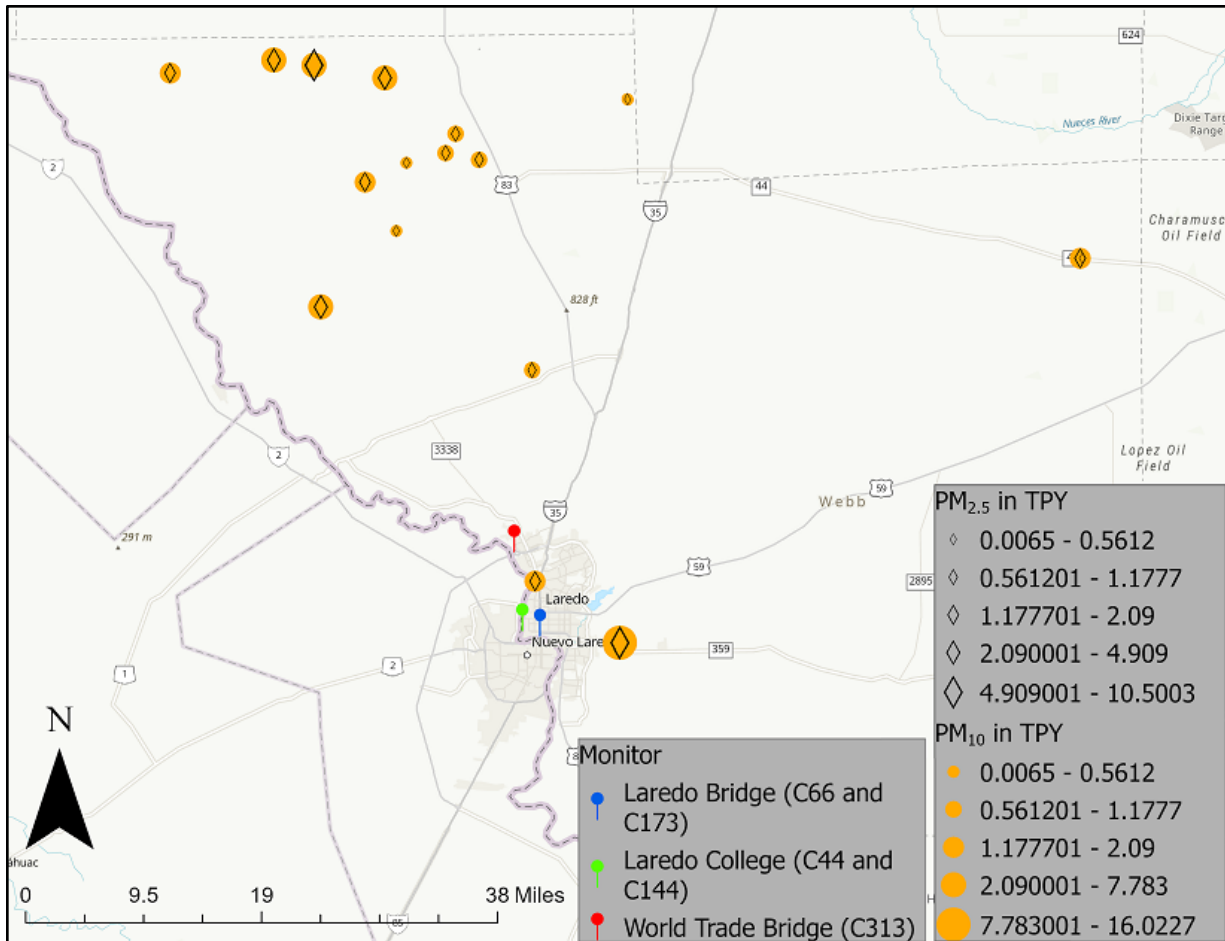 624
Nueces River
Dixie Targ
Range
2
83
44
35
Charamusc
Oil Field
4
828 ft
3338
2
Lopez Oil
Field
59
Webb
35
291 m
59
2895
Laredo
Nuevo Lare
359
2
1
N
8
áhuac
0 9.5 19 38 Miles
85
H
Monitor
Laredo Bridge (C66 and
C173)
Laredo College (C44 and
C144)
World Trade Bridge (C313)
PM2.5 in TPY
0.0065 - 0.5612
0.561201 - 1.1777
1.177701 - 2.09
2.090001 - 4.909
4.909001 - 10.5003
PM10 in TPY
0.0065 - 0.5612
0.561201 - 1.1777
1.177701 - 2.09
2.090001 - 7.783
7.783001 - 16.0227